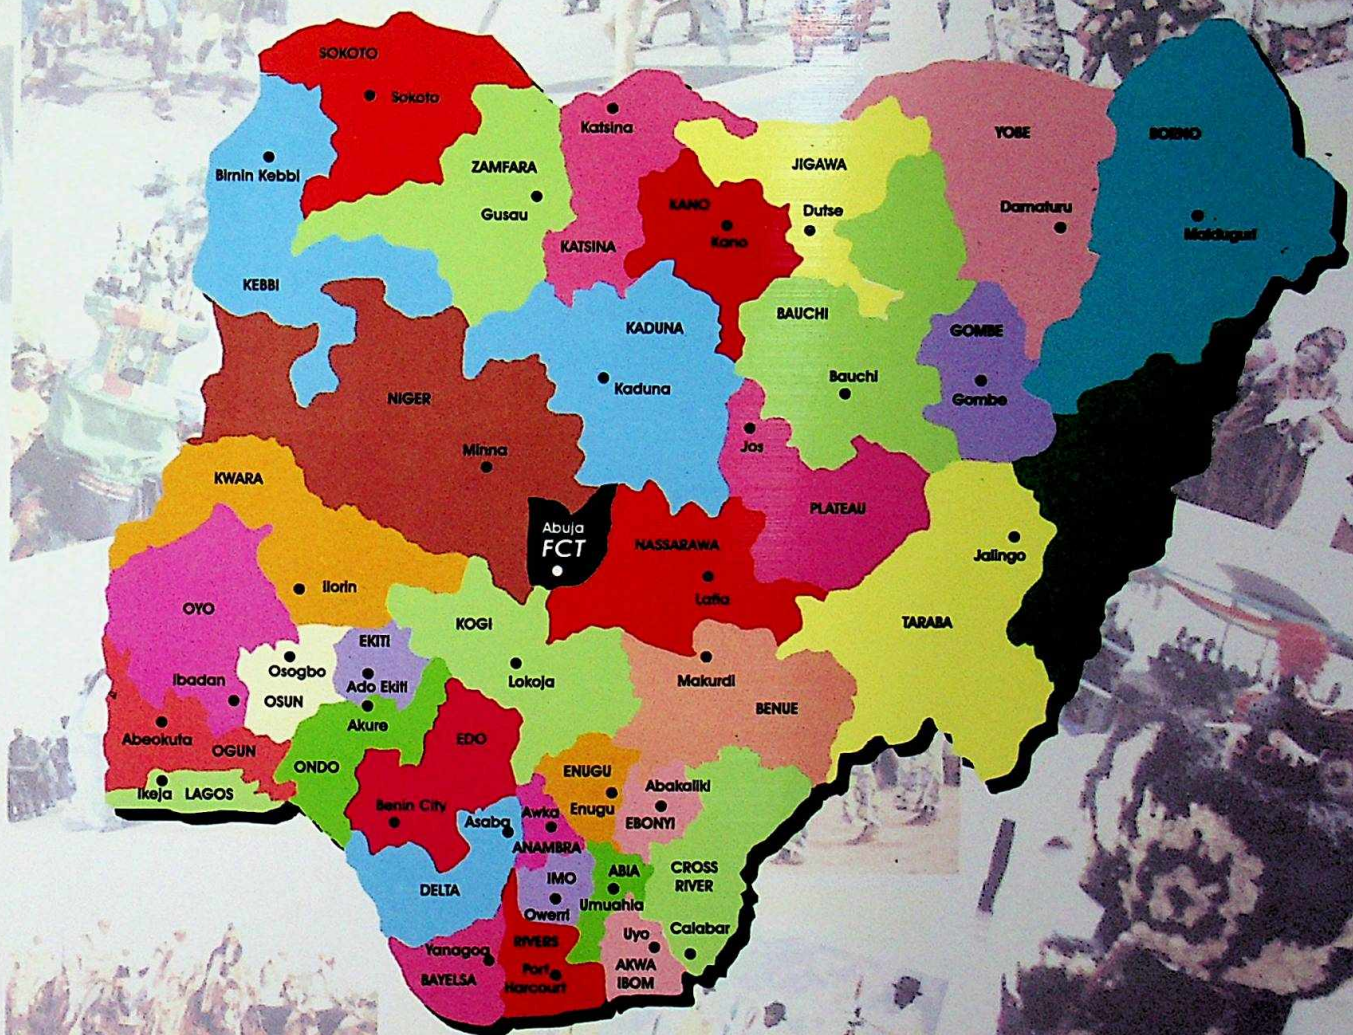 SOKOTO
Sokoto
Katsina
Birnin Kebbi
ZAMFARA
Gusau
KATSINA
KEBBI
KANO
Kano
JIGAWA
Dutse
YOBE
Damaturu
BORNO
Maiduguri
KADUNA
Kaduna
BAUCHI
Bauchi
GOMBE
Gombe
NIGER
Minna
Jos
PLATEAU
KWARA
Ilorin
Abuja
FCT
NASSARAWA
Lafia
Jalingo
TARABA
OYO
Ibadan
EKITI
Ado Ekiti
Osogbo
OSUN
KOGI
Lokoja
Makurdi
BENUE
Akure
ONDO
Abeokuta
OGUN
Ikeja LAGOS
EDO
Benin City
ENUGU
Enugu
Abakaliki
EBONYI
Asaba
Awka
ANAMBRA
DELTA
IMO
Owerri
ABIA
Umuahia
CROSS
RIVER
Calabar
Yanagoa
BAYELSA
RIVERS
Port
Harcourt
Uyo
AKWA
IBOM